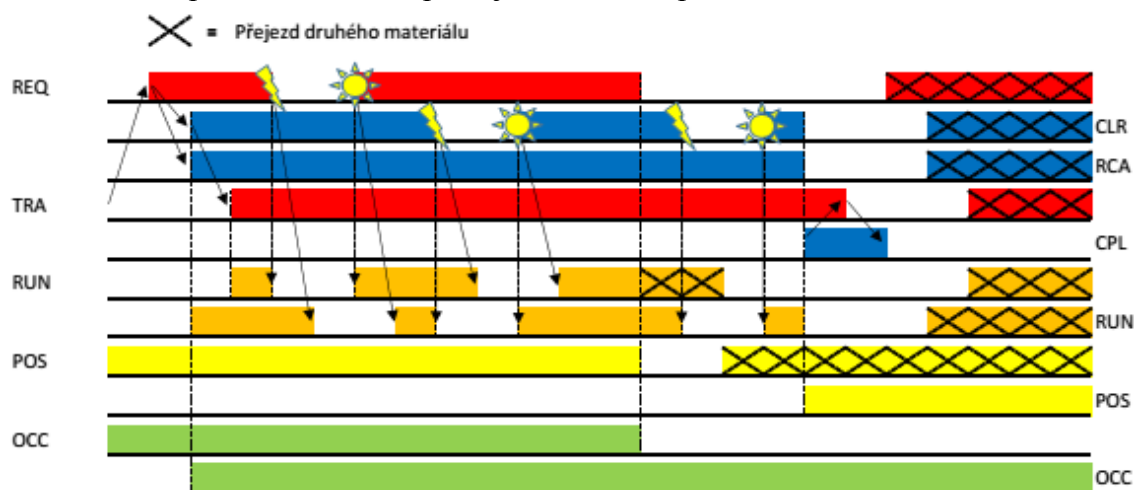 = Přejezd druhého materiálu
REQ
CLR
RCA
TRA
CPL
RUN
RUN
POS
POS
OCC
OCC